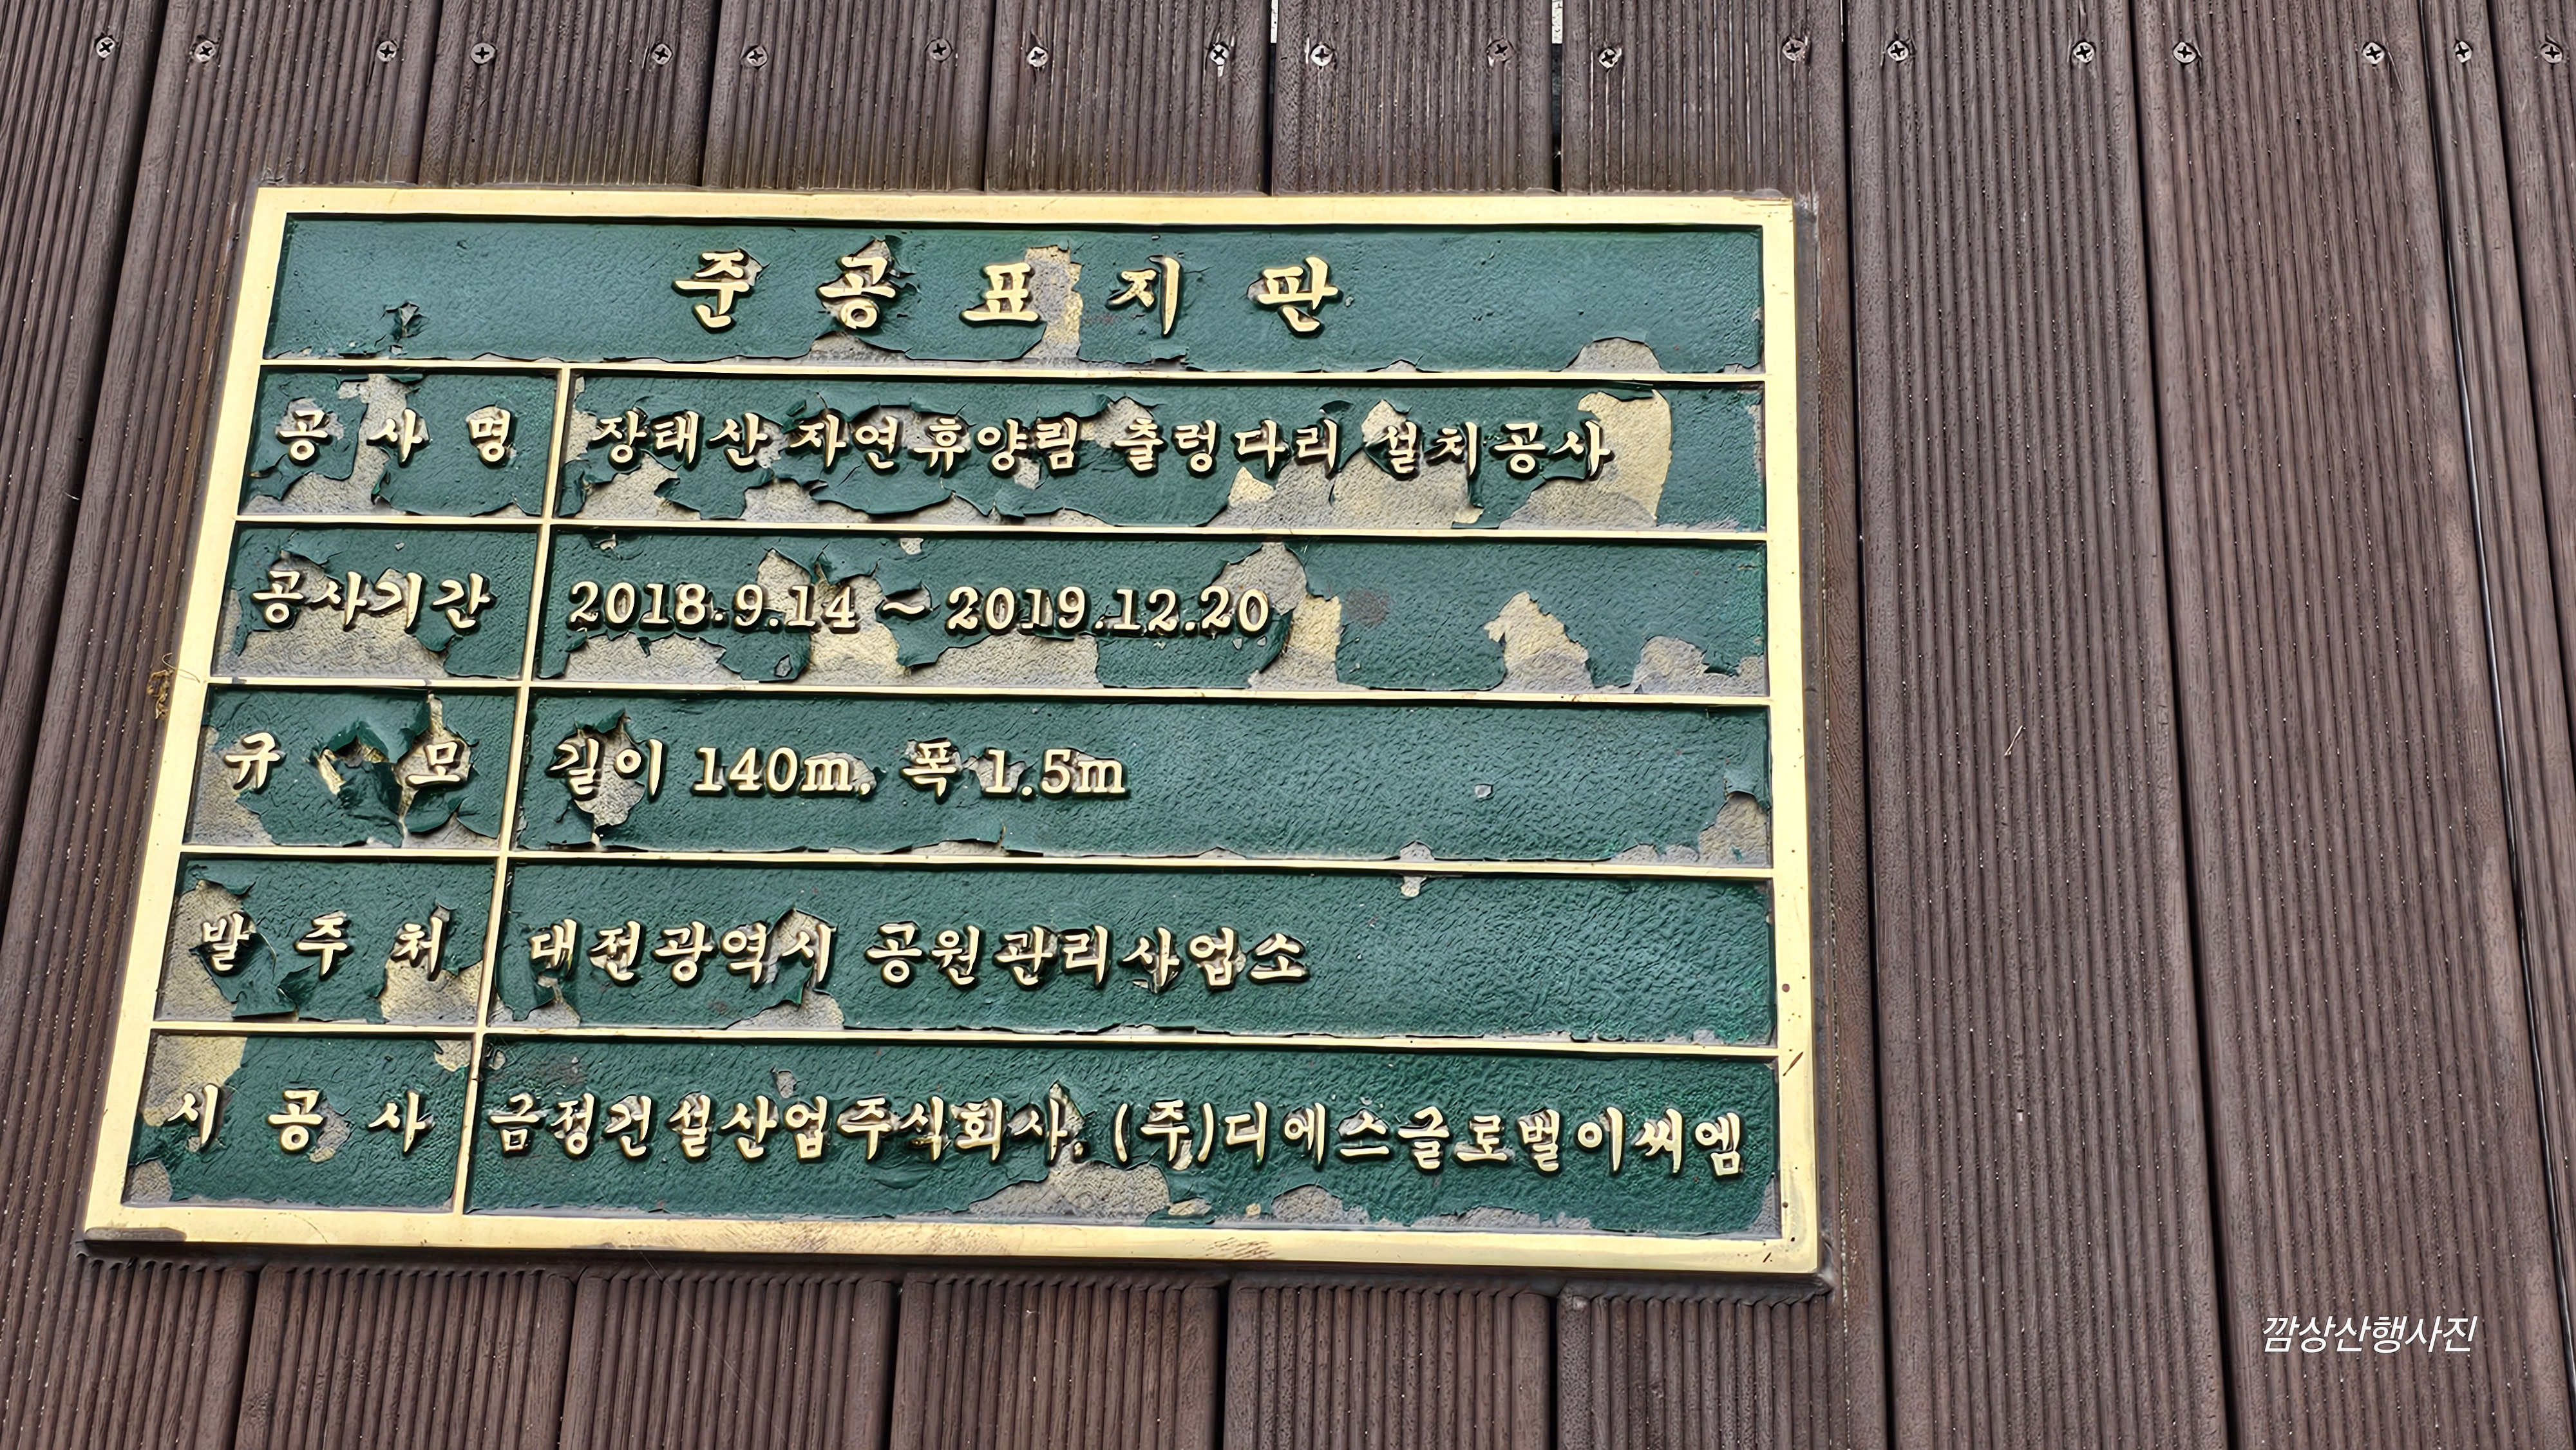 준 공 표 지 판
공 사 명 장태산 자연휴양림 출렁다리 설치공사
공사기간 2018.9.14 ~ 2019.12.20
규 모 길이 140m, 폭 1.5m
발 주 처 대전광역시 공원관리사업소
시 공 사 금정건설산업주식회사, (주)디에스글로벌이씨엠
깜상산행사진